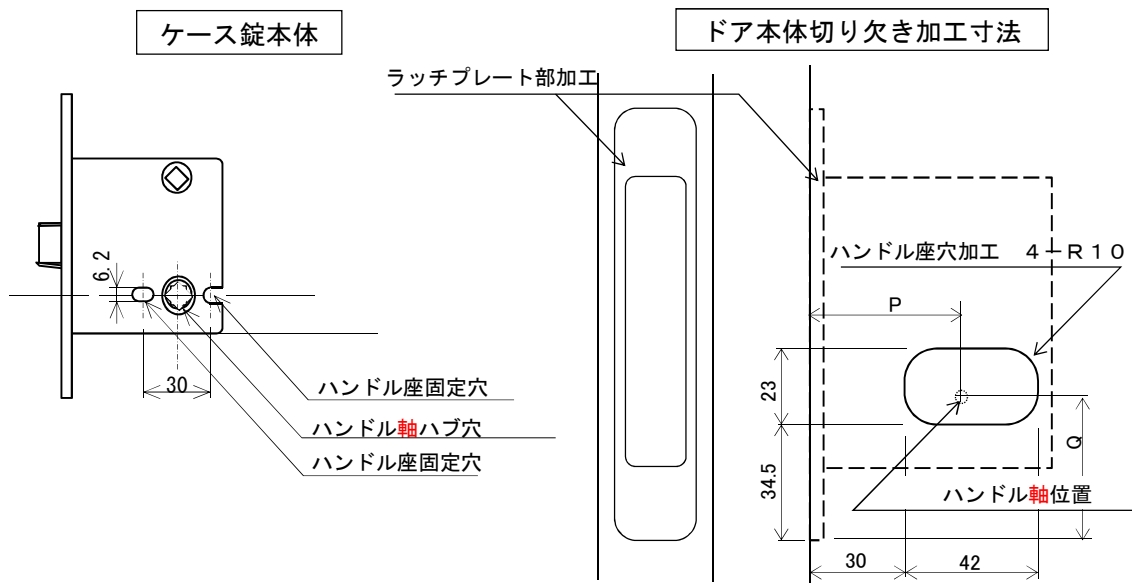 ケース錠本体
ドア本体切り欠き加工寸法
ラッチプレート部加工
6.2
30
ハンドル座固定穴
ハンドル軸ハブ穴
ハンドル座固定穴
ハンドル座穴加工 4-R10
P
23
34.5
Q
ハンドル軸位置
30
42